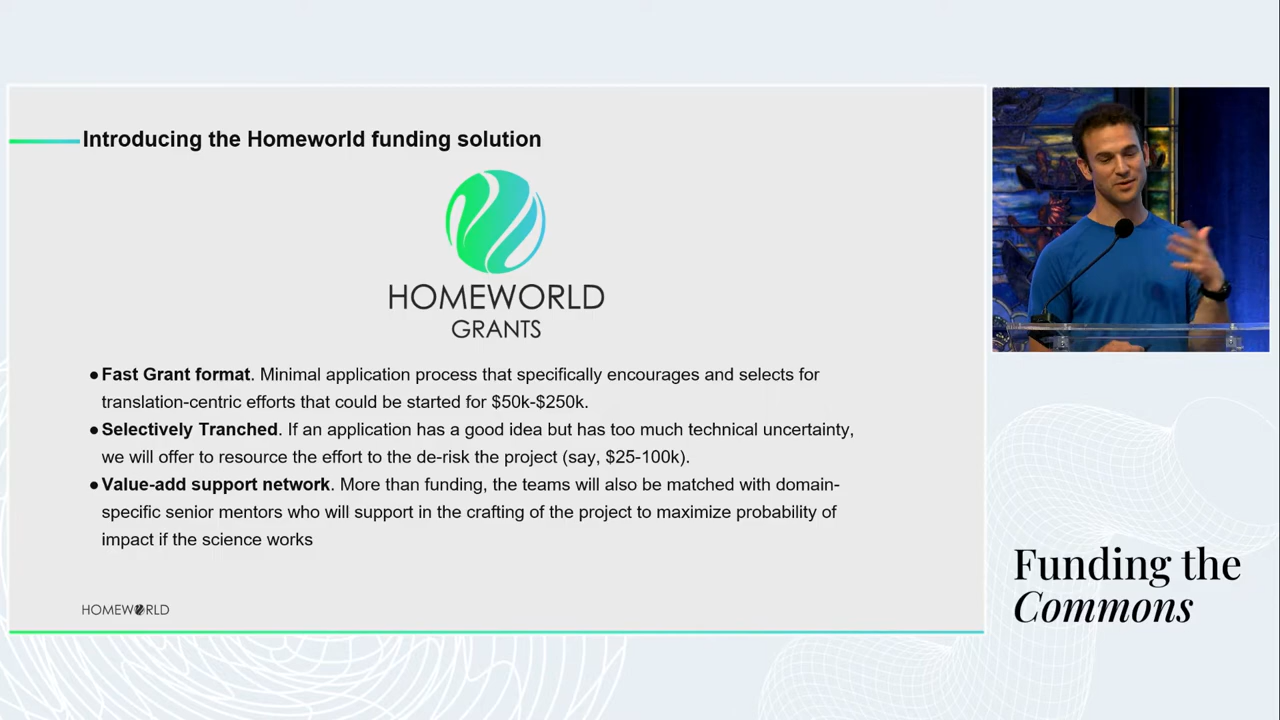 Introducing the Homeworld funding solution
HOMEWORLD
GRANTS
●Fast Grant format. Minimal application process that specifically encourages and selects for
translation-centric efforts that could be started for $50k-$250k.
●Selectively Tranched. If an application has a good idea but has too much technical uncertainty,
we will offer to resource the effort to the de-risk the project (say, $25-100k).
●Value-add support network. More than funding, the teams will also be matched with domain-
specific senior mentors who will support in the crafting of the project to maximize probability of
impact if the science works
HOMEWORLD
Funding the
Commons